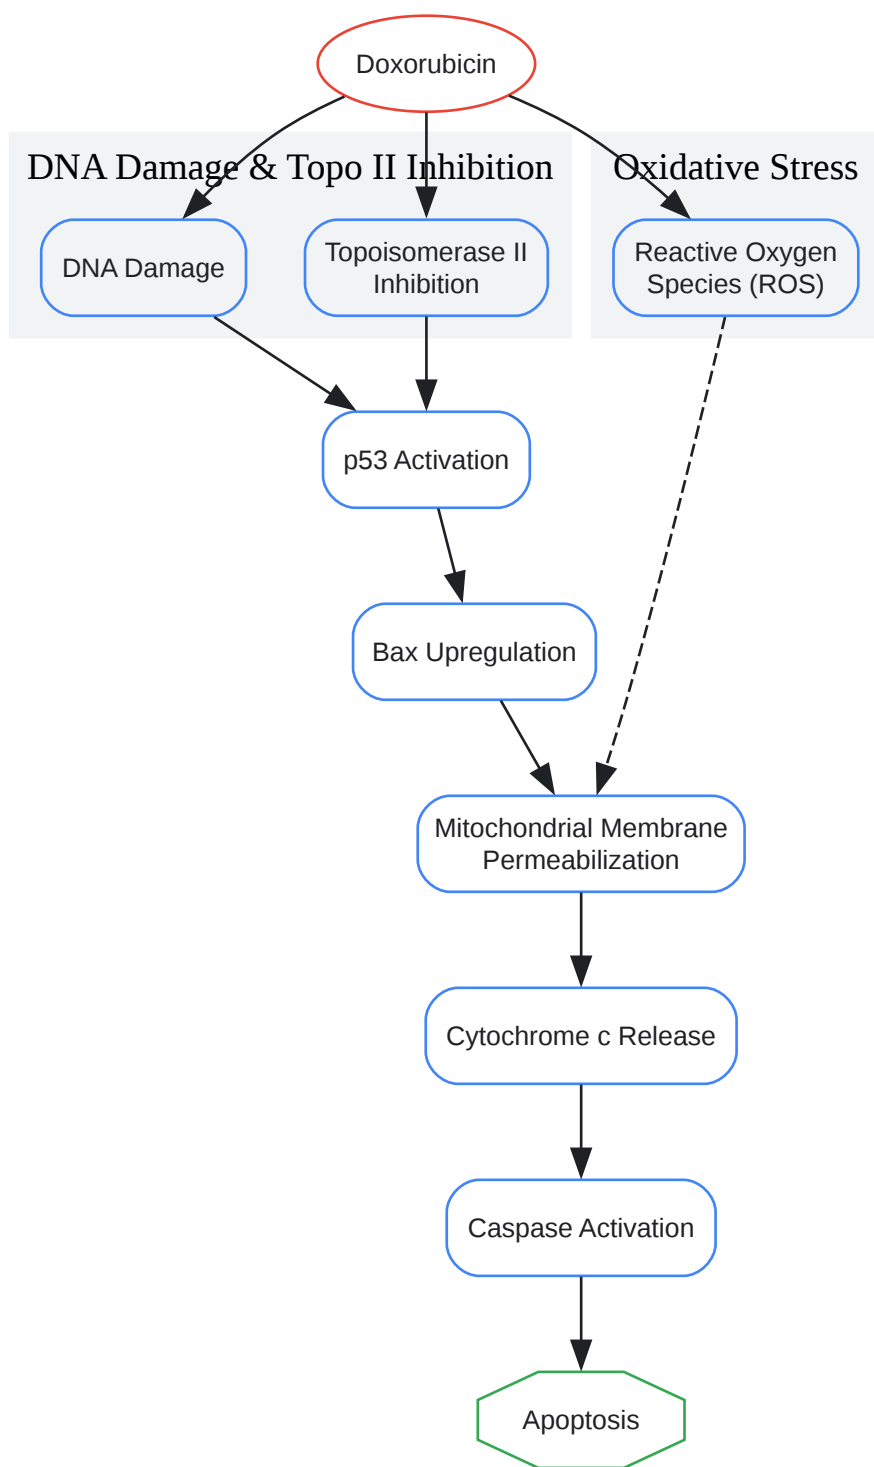 Doxorubicin
DNA Damage & Topo II Inhibition
Oxidative Stress
DNA Damage
Topoisomerase II
Inhibition
Reactive Oxygen
Species (ROS)
p53 Activation
Bax Upregulation
Mitochondrial Membrane
Permeabilization
Cytochrome c Release
Caspase Activation
Apoptosis